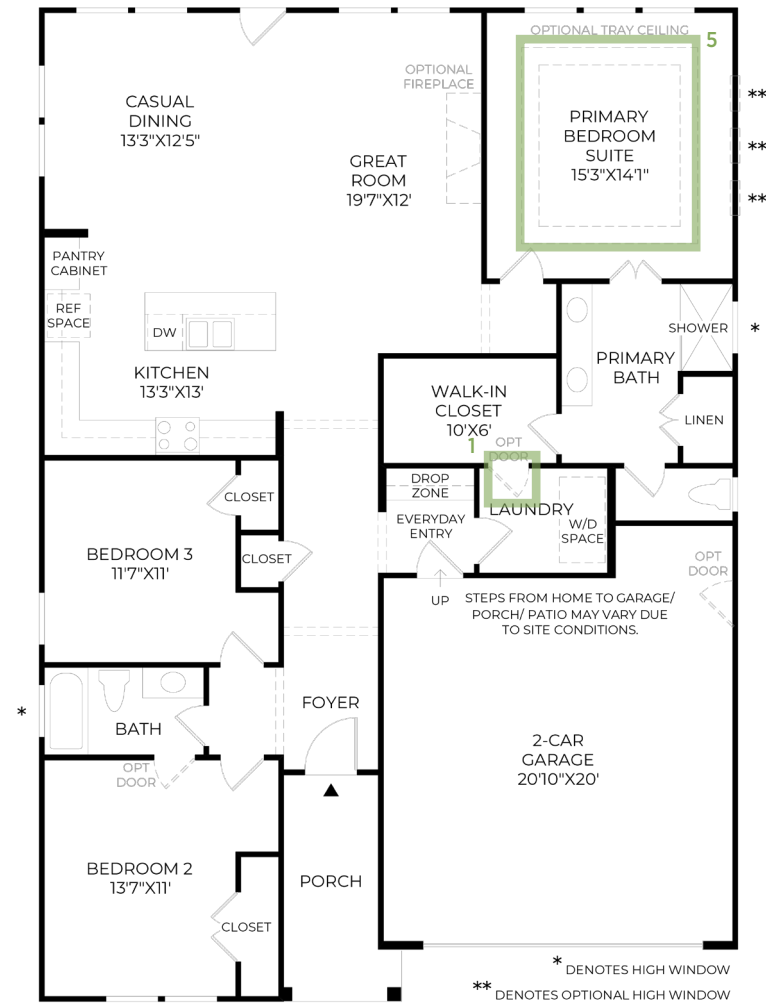 OPTIONAL TRAY CEILING
5
CASUAL
DINING
13'3"X12'5"
OPTIONAL
FIREPLACE
GREAT
ROOM
19'7"X12'
PRIMARY
BEDROOM
SUITE
15'3"X14'1"
**
**
**
PANTRY
CABINET
REF
SPACE
DW
KITCHEN
13'3"X13'
SHOWER
*
PRIMARY
BATH
LINEN
WALK-IN
CLOSET
10'X6'
1
OPT
DOOR
DROP
ZONE
EVERYDAY
ENTRY
LAUNDRY
W/D
SPACE
CLOSET
BEDROOM 3
11'7"X11'
CLOSET
UP
STEPS FROM HOME TO GARAGE/
PORCH/ PATIO MAY VARY DUE
TO SITE CONDITIONS.
OPT
DOOR
*
BATH
FOYER
OPT
DOOR
2-CAR
GARAGE
20'10"X20'
BEDROOM 2
13'7"X11'
CLOSET
PORCH
* DENOTES HIGH WINDOW
** DENOTES OPTIONAL HIGH WINDOW